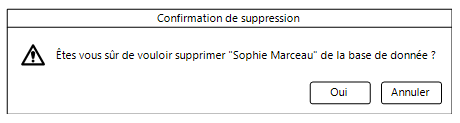 Confirmation de suppression
Êtes vous sûr de vouloir supprimer "Sophie Marceau" de la base de donnée ?
Oui
Annuler